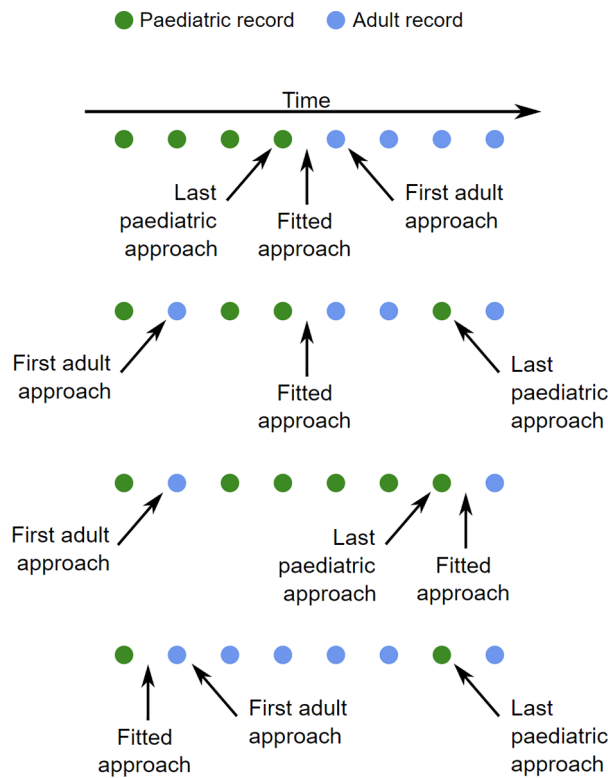 Paediatric record
Adult record
Time
Last
paediatric
approach
Fitted
approach
First adult
approach
First adult
approach
Fitted
approach
Last
paediatric
approach
First adult
approach
Last
paediatric
approach
Fitted
approach
Fitted
approach
First adult
approach
Last
paediatric
approach